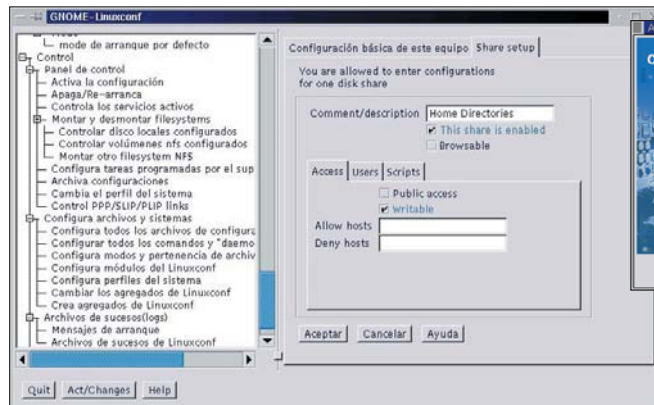 GNOME-Linuxconf
mode de arranque por defecto
Control
Panel de control
Activa la configuración
Apaga/Re-arranca
Controla los servicios activos
Montar y desmontar filesystems
Controlar disco locales configurados
Controlar volúmenes nfs configurados
Montar otro filesystem NFS
Configura tareas programadas por el sup
Archiva configuraciones
Cambia el perfil del sistema
Control PPP/SLIP/PLIP links
Configura archivos y sistemas
Configura todos los archivos de configura
Configurar todos los comandos y "daemo
Configura modos y pertenencia de archiv
Configura módulos del Linuxconf
Configura perfiles del sistema
Cambiar los agregados de Linuxconf
Crea agregados de Linuxconf
Archivos de sucesos(logs)
Mensajes de arranque
Archivos de sucesos de Linuxconf
Quit Act/Changes Help
Configuración básica de este equipo Share setup
You are allowed to enter configurations
for one disk share
Comment/description Home Directories
This share is enabled
Browsable
Access Users Scripts
Public access
Writable
Allow hosts
Deny hosts
Aceptar Cancelar Ayuda